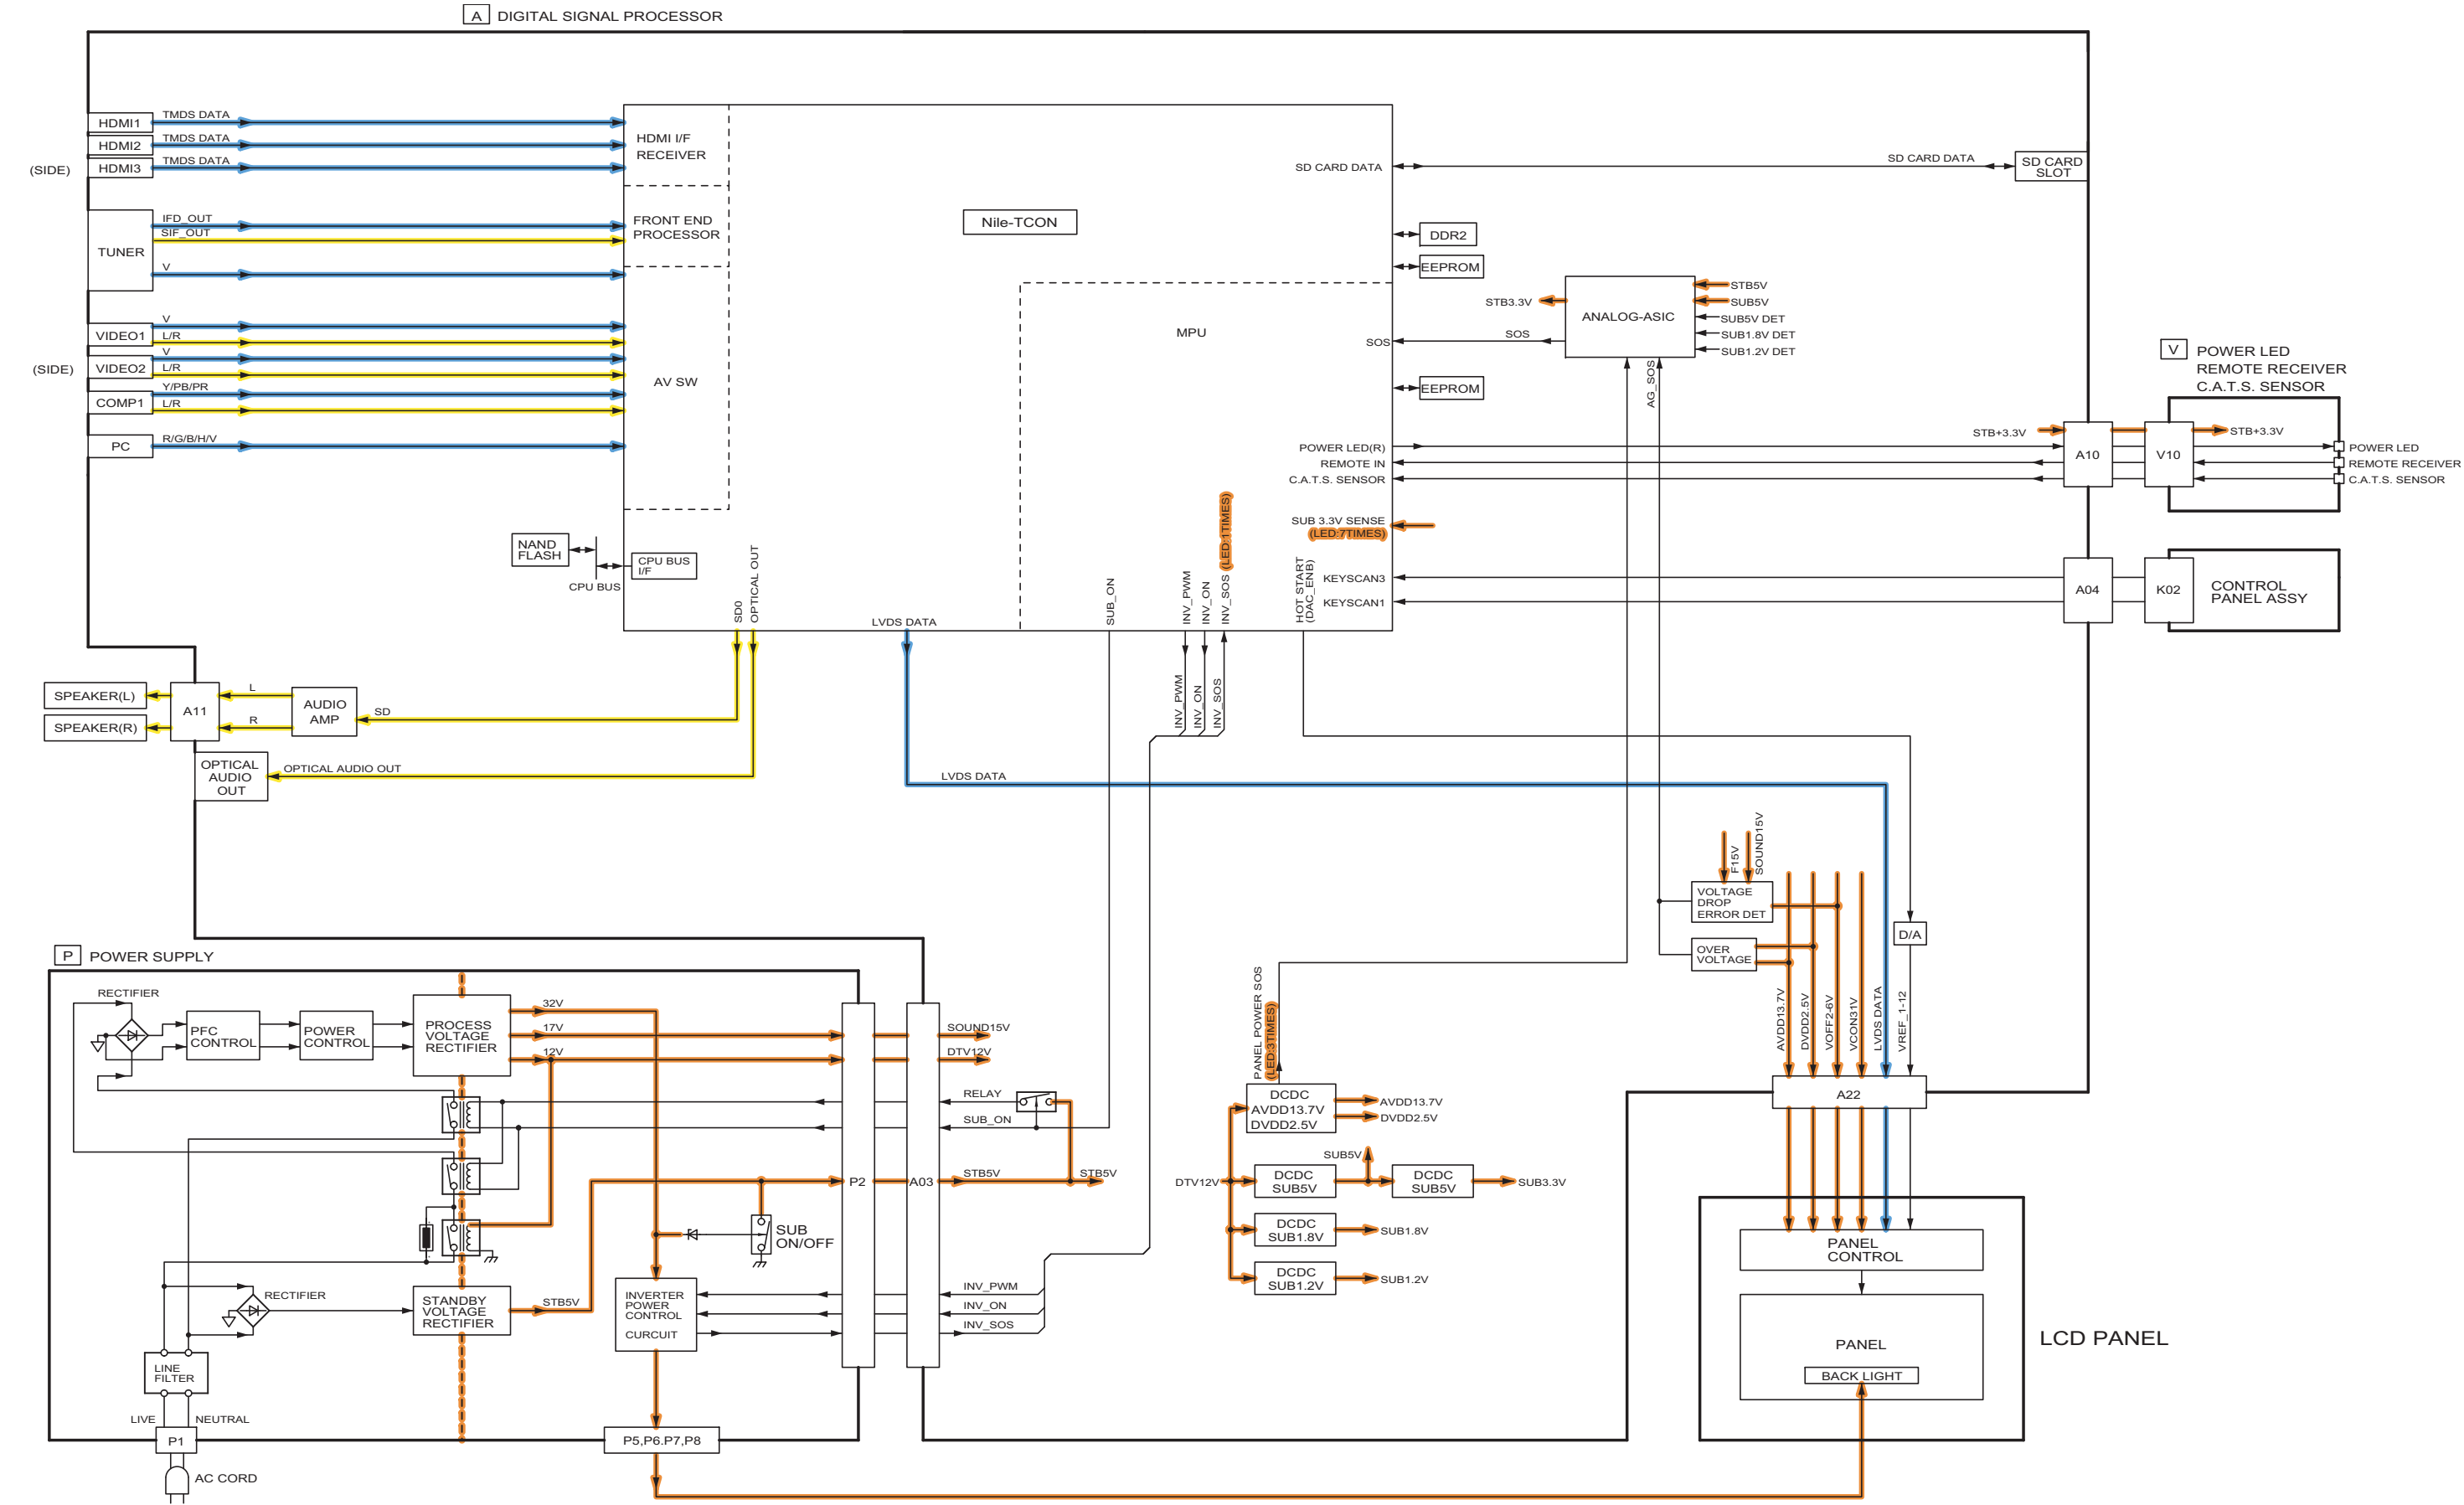 A DIGITAL SIGNAL PROCESSOR
HDMI1
TMDS DATA
HDMI2
TMDS DATA
(SIDE)
HDMI3
TMDS DATA
HDMI I/F
RECEIVER
TUNER
IFD_OUT
SIF_OUT
V
FRONT END
PROCESSOR
VIDEO1
V
L/R
(SIDE)
VIDEO2
V
L/R
COMP1
Y/PB/PR
L/R
PC
R/G/B/H/V
AV SW
Nile-TCON
MPU
SD CARD DATA
SD CARD DATA
SD CARD
SLOT
DDR2
EEPROM
STB3.3V
ANALOG-ASIC
STB5V
SUB5V
SUB5V DET
SUB1.8V DET
SUB1.2V DET
SOS
SOS
EEPROM
AG_SOS
V POWER LED
REMOTE RECEIVER
C.A.T.S. SENSOR
POWER LED(R)
REMOTE IN
C.A.T.S. SENSOR
STB+3.3V
A10
V10
STB+3.3V
POWER LED
REMOTE RECEIVER
C.A.T.S. SENSOR
SUB 3.3V SENSE
(LED:7TIMES)
KEYSCAN3
KEYSCAN1
A04
K02
CONTROL
PANEL ASSY
NAND
FLASH
CPU BUS
CPU BUS
I/F
SD0
OPTICAL OUT
LVDS DATA
SUB_ON
INV_PWM
INV_ON
INV_SOS (LED:1TIMES)
HOT START
(DAC_ENB)
INV_PWM
INV_ON
INV_SOS
SPEAKER(L)
SPEAKER(R)
A11
L
R
AUDIO
AMP
SD
OPTICAL
AUDIO
OUT
OPTICAL AUDIO OUT
LVDS DATA
F15V
SOUND15V
VOLTAGE
DROP
ERROR DET
OVER
VOLTAGE
D/A
AVDD13.7V
DVDD2.5V
VOFF2-6V
VCON31V
LVDS DATA
VREF_1-12
A22
P POWER SUPPLY
RECTIFIER
PFC
CONTROL
POWER
CONTROL
PROCESS
VOLTAGE
RECTIFIER
32V
17V
12V
SOUND15V
DTV12V
RELAY
SUB_ON
P2
A03
STB5V
STB5V
SUB
ON/OFF
RECTIFIER
STANDBY
VOLTAGE
RECTIFIER
STB5V
INVERTER
POWER
CONTROL
CURCUIT
INV_PWM
INV_ON
INV_SOS
LINE
FILTER
LIVE
NEUTRAL
P1
AC CORD
P5,P6.P7,P8
PANEL POWER SOS
(LED:3TIMES)
DCDC
AVDD13.7V
DVDD2.5V
AVDD13.7V
DVDD2.5V
DTV12V
DCDC
SUB5V
SUB5V
DCDC
SUB5V
SUB3.3V
DCDC
SUB1.8V
SUB1.8V
DCDC
SUB1.2V
SUB1.2V
PANEL
CONTROL
PANEL
BACK LIGHT
LCD PANEL